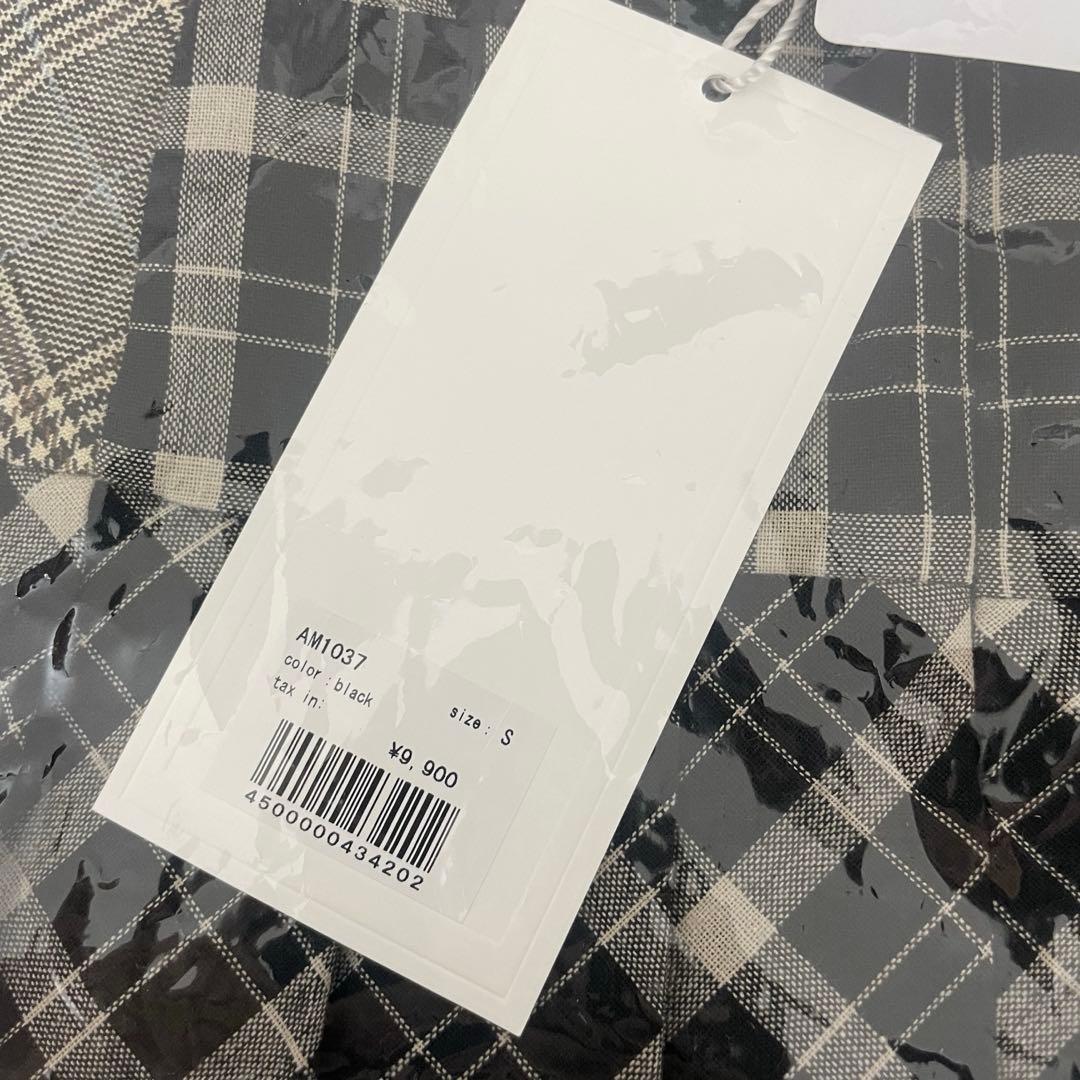 AM1037
color:black
tax in:
size: S
¥9,900
4500000434202